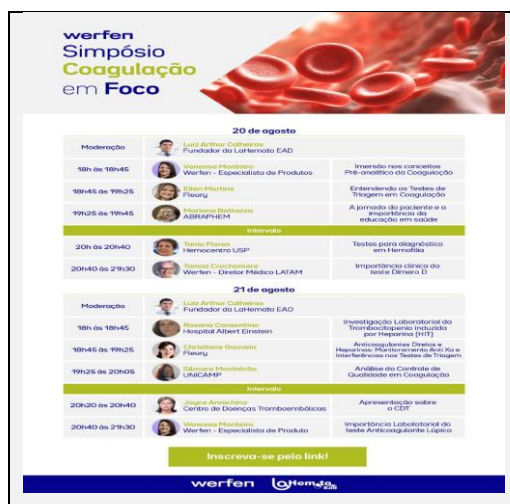 werfen
Simpósio
Coagulação
em Foco
20 de agosto
Moderação
Luiz Arthur Calheiros
Fundador da LaHemato EAD
18h às 18h45
Vanessa Monteiro
Werfen - Especialista de Produtos
Imersão nos conceitos
Pré-analítico da Coagulação
18h45 às 19h25
Ellen Martins
Fleury
Entendendo os Testes de
Triagem em Coagulação
19h25 às 19h45
Mariana Battazza
ABRAPHEM
A jornada do paciente e a
importância da
educação em saúde
Intervalo
20h às 20h40
Tania Flores
Hemocentro USP
Testes para diagnóstico
em Hemofilia
20h40 às 21h30
Tomaz Crochemore
Werfen - Diretor Médico LATAM
Importância clínica do
teste Dímero D
21 de agosto
Moderação
Luiz Arthur Calheiros
Fundador da LaHemato EAD
18h às 18h45
Rosana Consentino
Hospital Albert Einstein
Investigação Laboratorial da
Trombocitopenia induzida
por Heparina [HIT]
18h45 às 19h25
Christiane Gouveia
Fleury
Anticoagulantes Diretos e
Heparinas: Monitoramento Anti Xa e
Interferências nos Testes de Triagem
19h25 às 20h05
Silmara Montalvão
UNICAMP
Análise do Controle de
Qualidade em Coagulação
Intervalo
20h20 às 20h40
Joyce Annichino
Centro de Doenças Tromboembólicas
Apresentação sobre
o CDT
20h40 às 21h30
Vanessa Monteiro
Werfen - Especialista de Produto
Importância Labototorial do
teste Anticoagulante Lúpico
Inscreva-se pelo link!
werfen
LaHemato
EAD